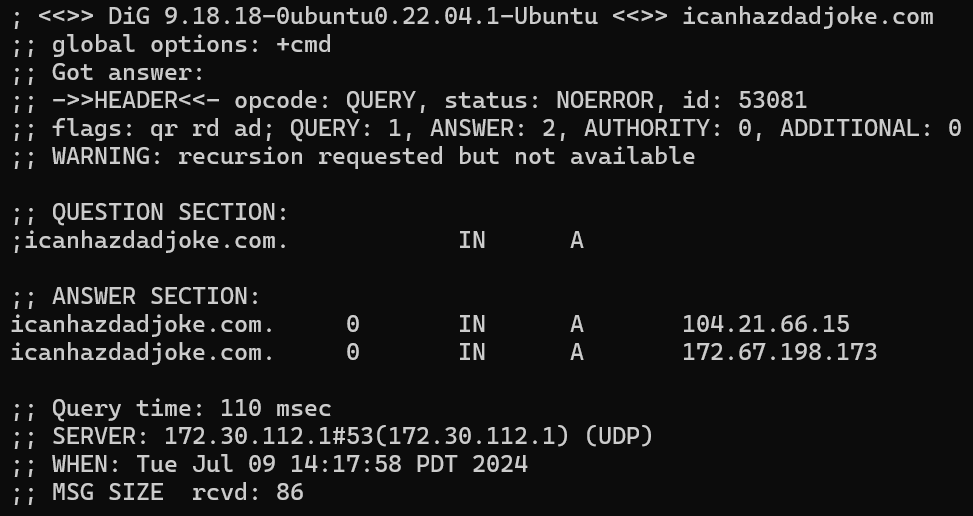 ; <<>> DiG 9.18.18-0ubuntu0.22.04.1-Ubuntu <<>> icanhazdadjoke.com
;; global options: +cmd
;; Got answer:
;; ->>HEADER<<- opcode: QUERY, status: NOERROR, id: 53081
;; flags: qr rd ad; QUERY: 1, ANSWER: 2, AUTHORITY: 0, ADDITIONAL: 0
;; WARNING: recursion requested but not available

;; QUESTION SECTION:
;icanhazdadjoke.com.            IN      A

;; ANSWER SECTION:
icanhazdadjoke.com.     0       IN      A       104.21.66.15
icanhazdadjoke.com.     0       IN      A       172.67.198.173

;; Query time: 110 msec
;; SERVER: 172.30.112.1#53(172.30.112.1) (UDP)
;; WHEN: Tue Jul 09 14:17:58 PDT 2024
;; MSG SIZE  rcvd: 86